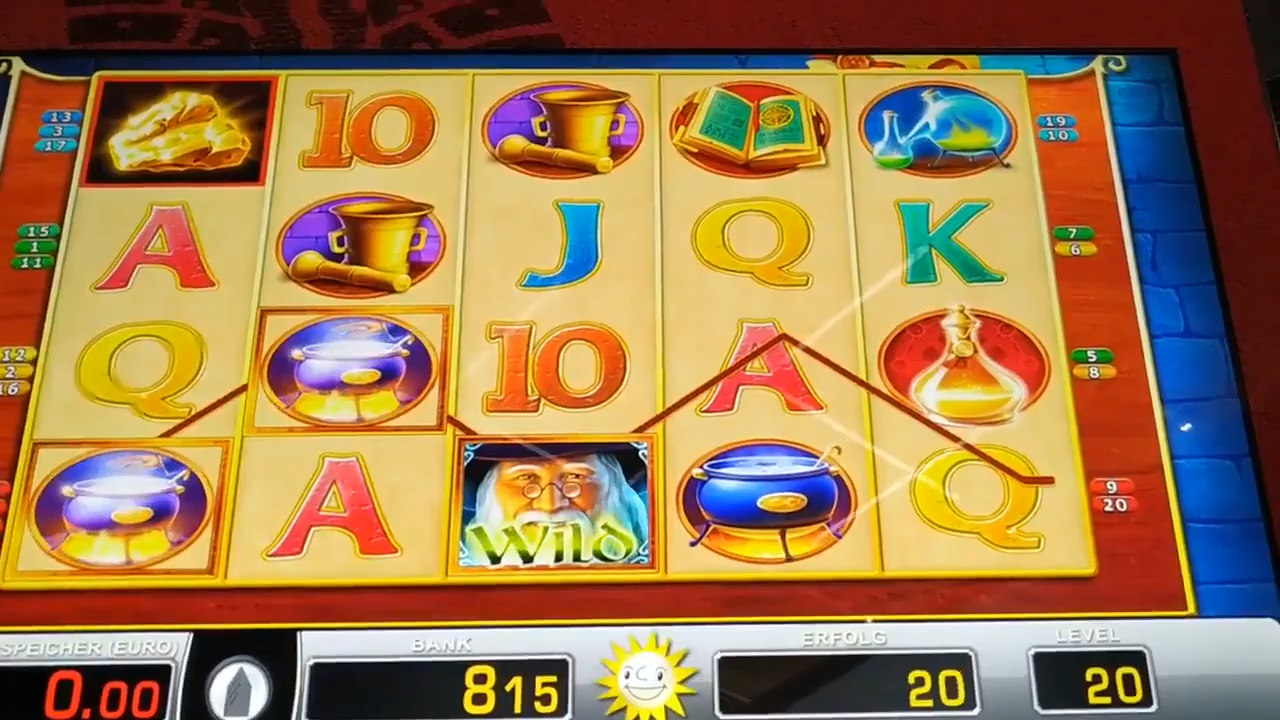 10
13
3
17
19
10
A
J
Q
K
15
1
11
7
6
Q
10
A
12
2
16
5
8
A
Wild
Q
9
20
SPEICHER (EURO)
BANK
ERFOLG
LEVEL
0.00
815
20
20